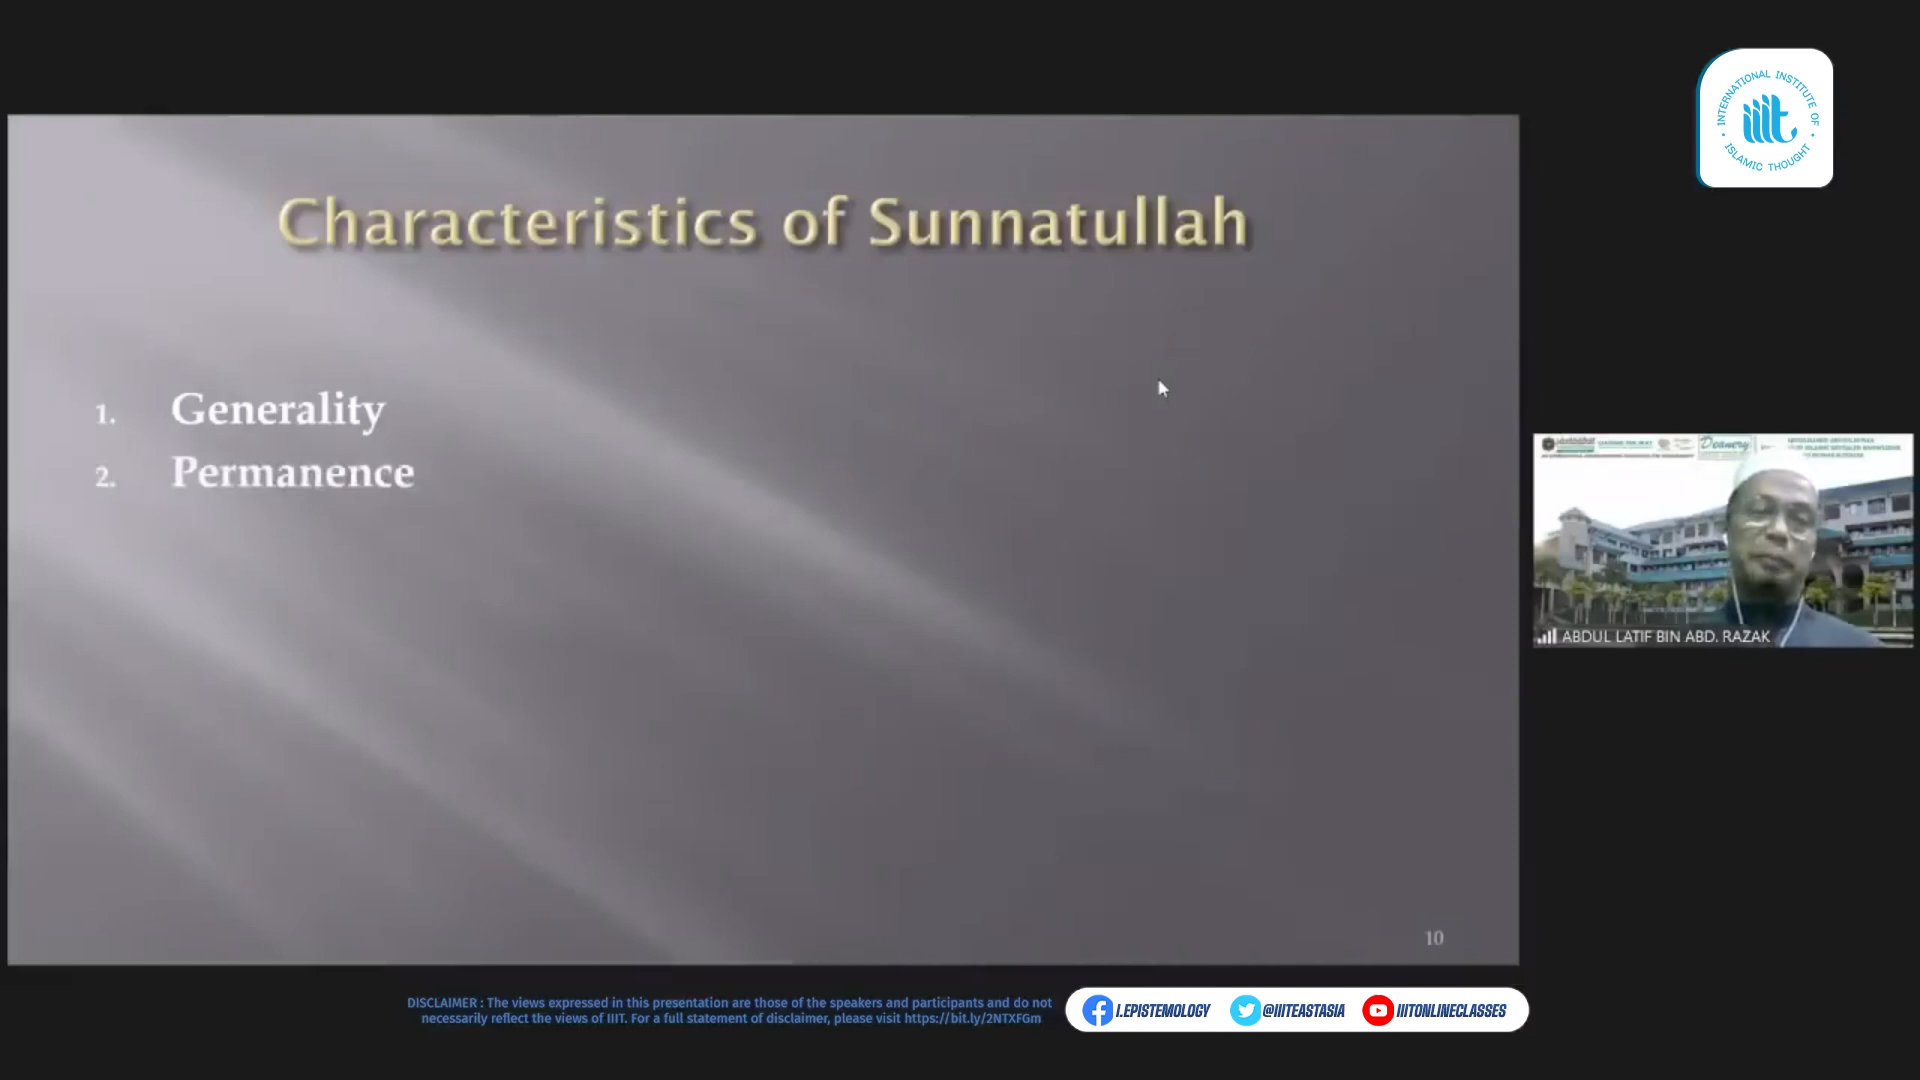 INTERNATIONAL INSTITUTE OF
iiit
ISLAMIC THOUGHT
Characteristics of Sunnatullah
1. Generality
2. Permanence
Deanery
ABDUL LATIF BIN ABD. RAZAK
10
DISCLAIMER : The views expressed in this presentation are those of the speakers and participants and do not
necessarily reflect the views of IIIT. For a full statement of disclaimer, please visit https://bit.ly/2NTXFGm
I.EPISTEMOLOGY
@IIITEASTASIA
IIITONLINECLASSES